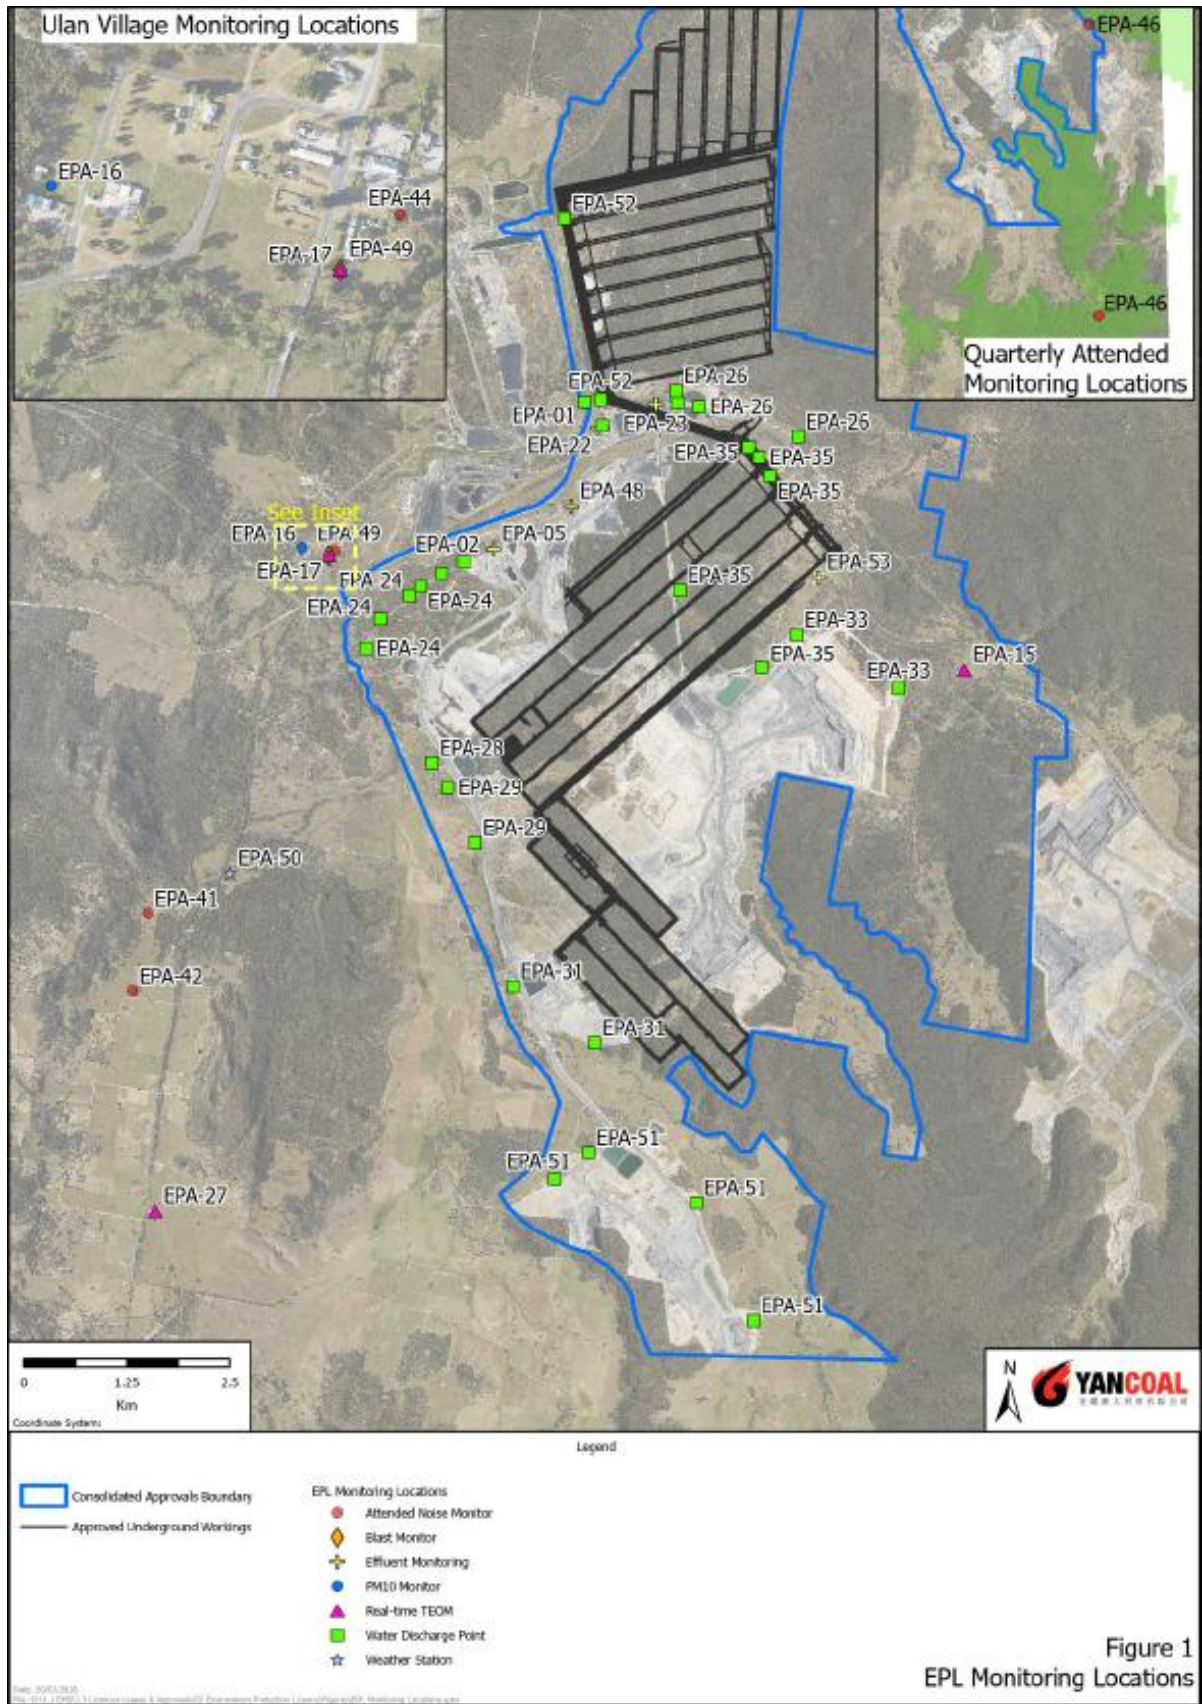 Ulan Village Monitoring Locations
EPA-16
EPA-44
EPA-17
EPA-49
EPA-46
EPA-46
Quarterly Attended
Monitoring Locations
EPA-52
EPA-52
EPA-26
EPA-01
EPA-23
EPA-26
EPA-22
EPA-26
EPA-35
EPA-35
EPA-35
EPA-48
See Inset
EPA-16
EPA-49
EPA-02
EPA-05
EPA-17
EPA-24
EPA-53
EPA-24
EPA-24
EPA-35
EPA-24
EPA-33
EPA-35
EPA-15
EPA-33
EPA-28
EPA-29
EPA-29
EPA-50
EPA-41
EPA-42
EPA-31
EPA-31
EPA-51
EPA-51
EPA-27
EPA-51
EPA-51
0 1.25 2.5
Km
Coordinate Systems
N
YANCOAL
Legend
Consolidated Approvals Boundary
Approved Underground Workings
EPL Monitoring Locations
Attended Noise Monitor
Blast Monitor
Effluent Monitoring
PM10 Monitor
Real-time TEOM
Water Discharge Point
Weather Station
Figure 1
EPL Monitoring Locations